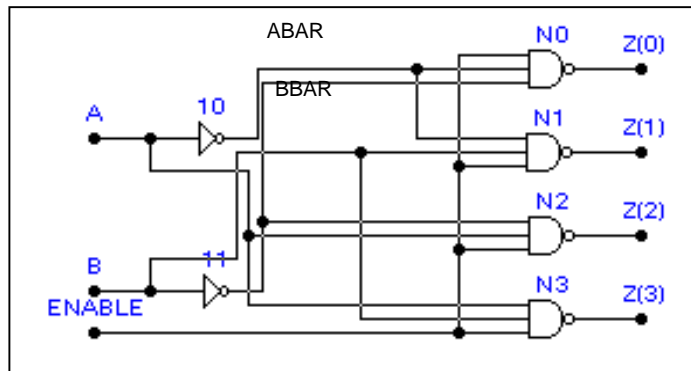 ABAR
N0
Z(0)
BBAR
10
A
N1
Z(1)
N2
Z(2)
B
11
ENABLE
N3
Z(3)